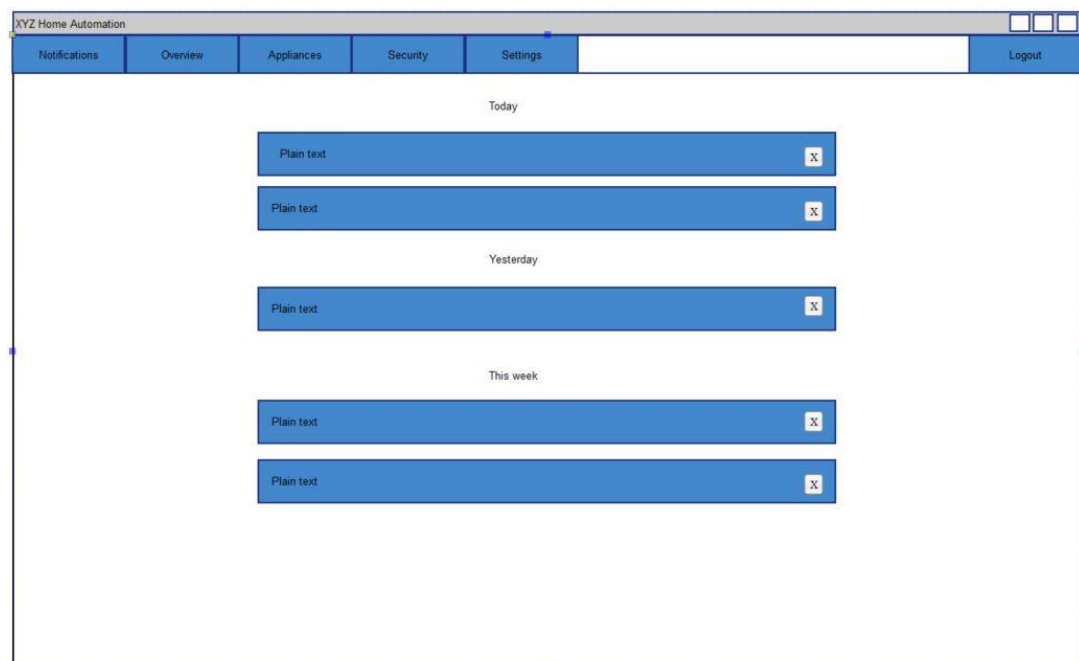 XYZ Home Automation
Notifications Overview Appliances Security Settings Logout
Today
Plain text X
Plain text X
Yesterday
Plain text X
This week
Plain text X
Plain text X